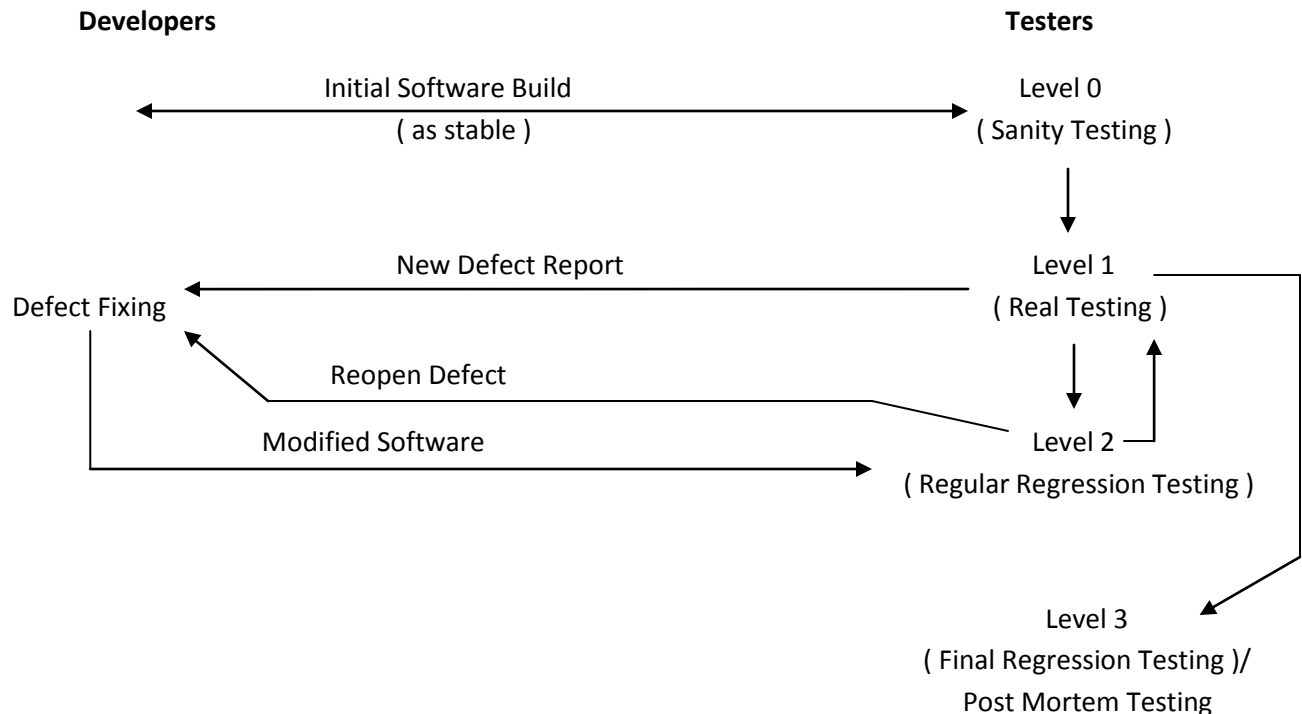 Developers
Testers
Initial Software Build
( as stable )
Level 0
( Sanity Testing )
New Defect Report
Level 1
( Real Testing )
Defect Fixing
Reopen Defect
Modified Software
Level 2
( Regular Regression Testing )
Level 3
( Final Regression Testing )/
Post Mortem Testing